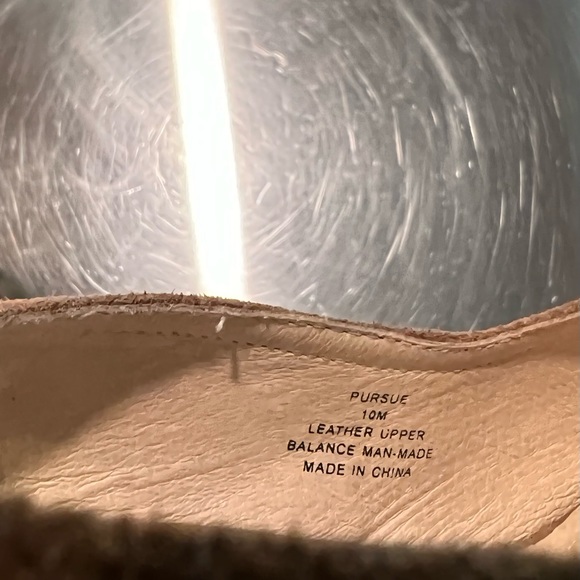 PURSUE
10M
LEATHER UPPER
BALANCE MAN-MADE
MADE IN CHINA